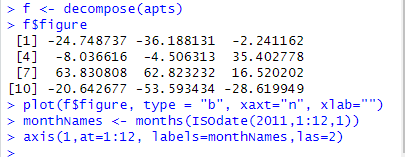 > f <- decompose(apts)
> f$figure
[1] -24.748737 -36.188131 -2.241162
[4] -8.036616 -4.506313 35.402778
[7] 63.830808 62.823232 16.520202
[10] -20.642677 -53.593434 -28.619949
> plot(f$figure, type = "b", xaxt="n", xlab="")
> monthNames <- months(ISOdate(2011,1:12,1))
> axis(1,at=1:12, labels=monthNames,las=2)
>